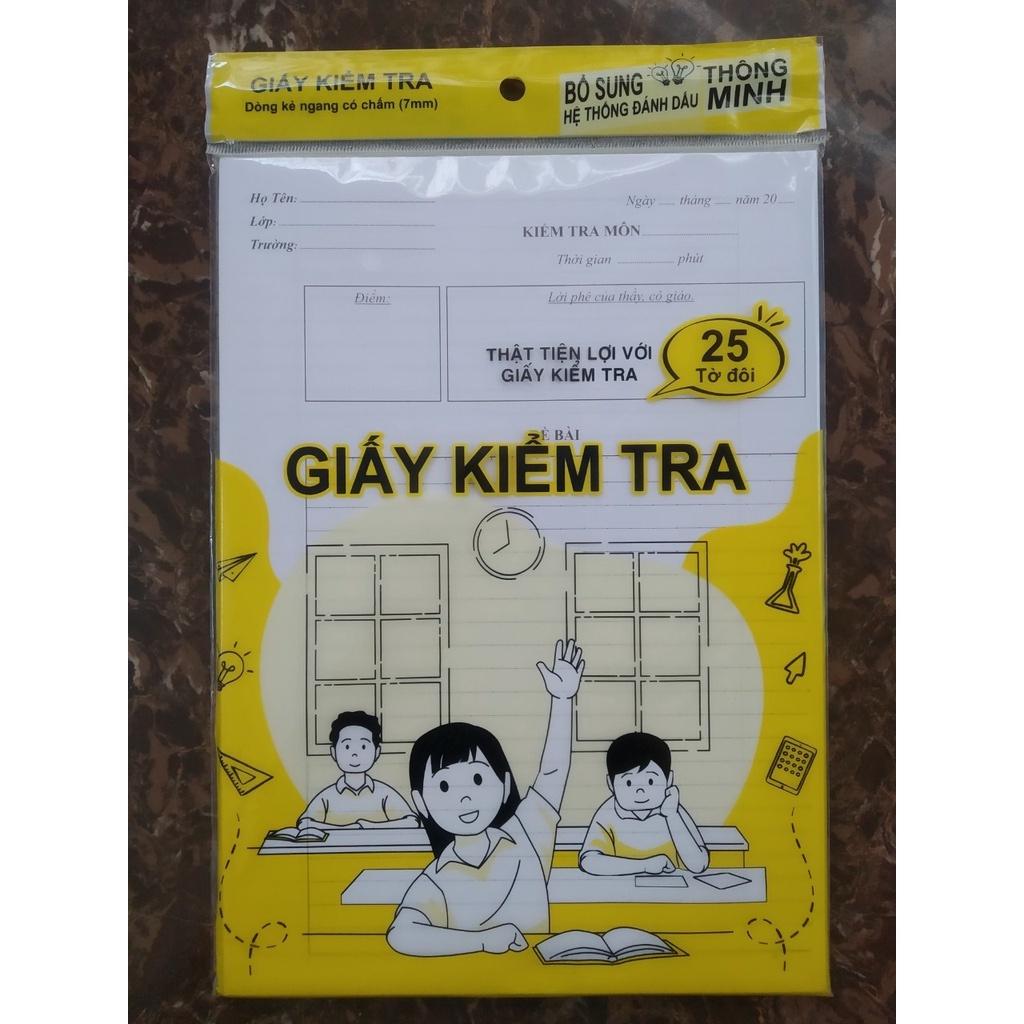 GIẤY KIỂM TRA
Dòng kẻ ngang có chấm (7mm)
BỔ SUNG
HỆ THỐNG ĐÁNH DẤU
THÔNG
MINH
Họ Tên:
Lớp:
Trường:
Ngày ..... tháng ..... năm 20.....
KIỂM TRA MÔN
Thời gian ........... phút
Điểm:
Lời phê của thầy, cô giáo.
THẬT TIỆN LỢI VỚI
GIẤY KIỂM TRA
25
Tờ đôi
Ề BÀI
GIẤY KIỂM TRA